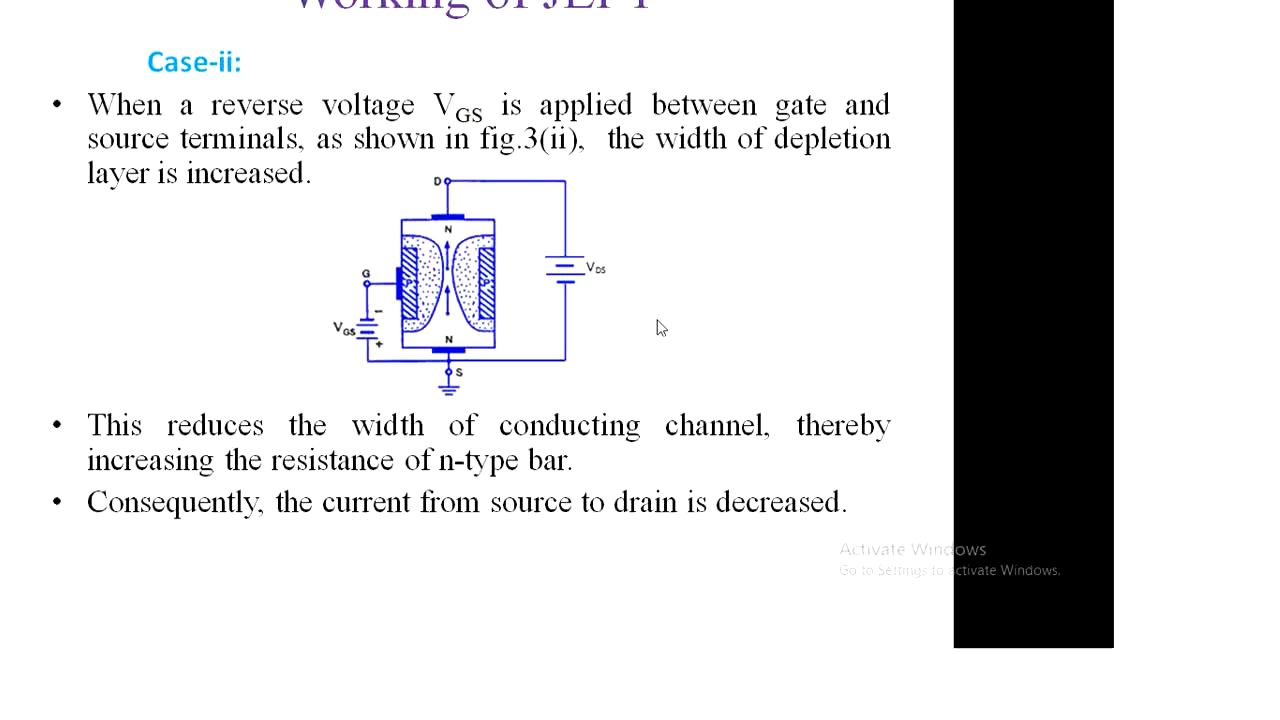 Working of JFET
Case-ii:
• When a reverse voltage VGS is applied between gate and
source terminals, as shown in fig.3(ii), the width of depletion
layer is increased.
D
N
G
P
P
VDS
–
VGS
+
N
S
• This reduces the width of conducting channel, thereby
increasing the resistance of n-type bar.
• Consequently, the current from source to drain is decreased.
Activate Windows
Go to Settings to activate Windows.